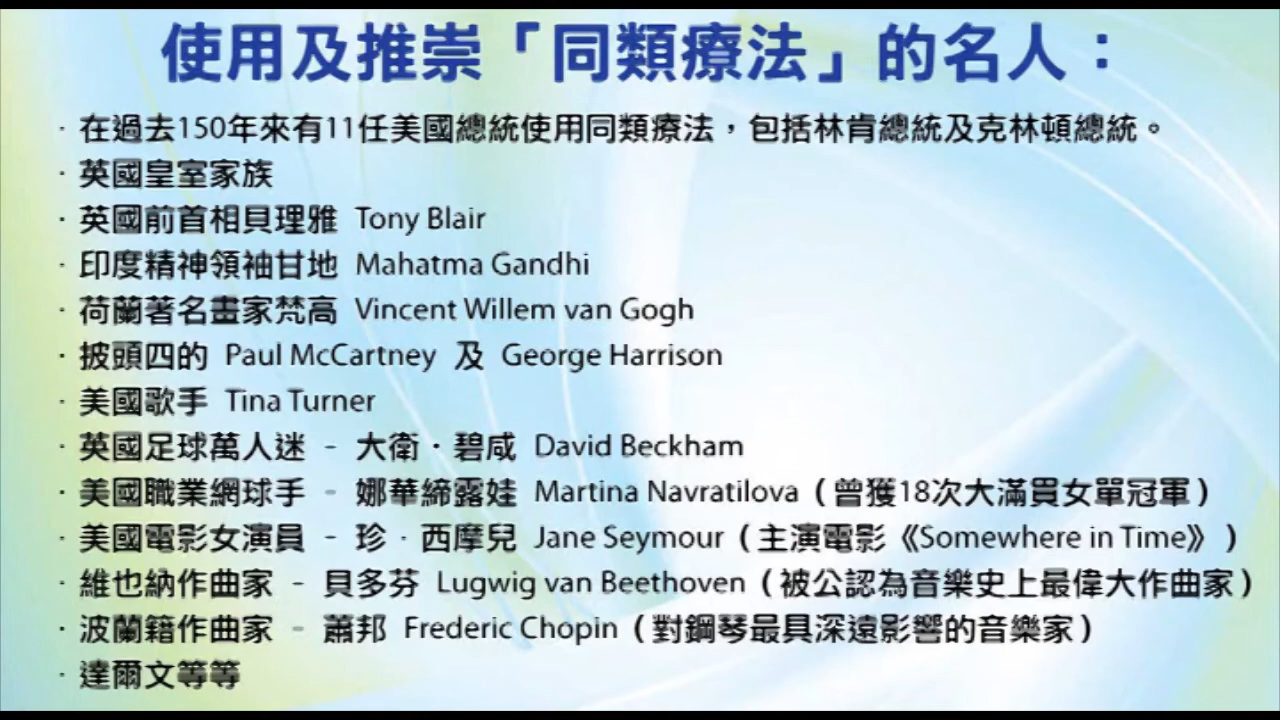 使用及推崇「同類療法」的名人：
· 在過去150年來有11任美國總統使用同類療法，包括林肯總統及克林頓總統。
· 英國皇室家族
· 英國前首相貝理雅 Tony Blair
· 印度精神領袖甘地 Mahatma Gandhi
· 荷蘭著名畫家梵高 Vincent Willem van Gogh
· 披頭四的 Paul McCartney 及 George Harrison
· 美國歌手 Tina Turner
· 英國足球萬人迷 - 大衛·碧咸 David Beckham
· 美國職業網球手 - 娜華締露娃 Martina Navratilova（曾獲18次大滿買女單冠軍）
· 美國電影女演員 - 珍·西摩兒 Jane Seymour（主演電影《Somewhere in Time》）
· 維也納作曲家 - 貝多芬 Lugwig van Beethoven（被公認為音樂史上最偉大作曲家）
· 波蘭籍作曲家 - 蕭邦 Frederic Chopin（對鋼琴最具深遠影響的音樂家）
· 達爾文等等